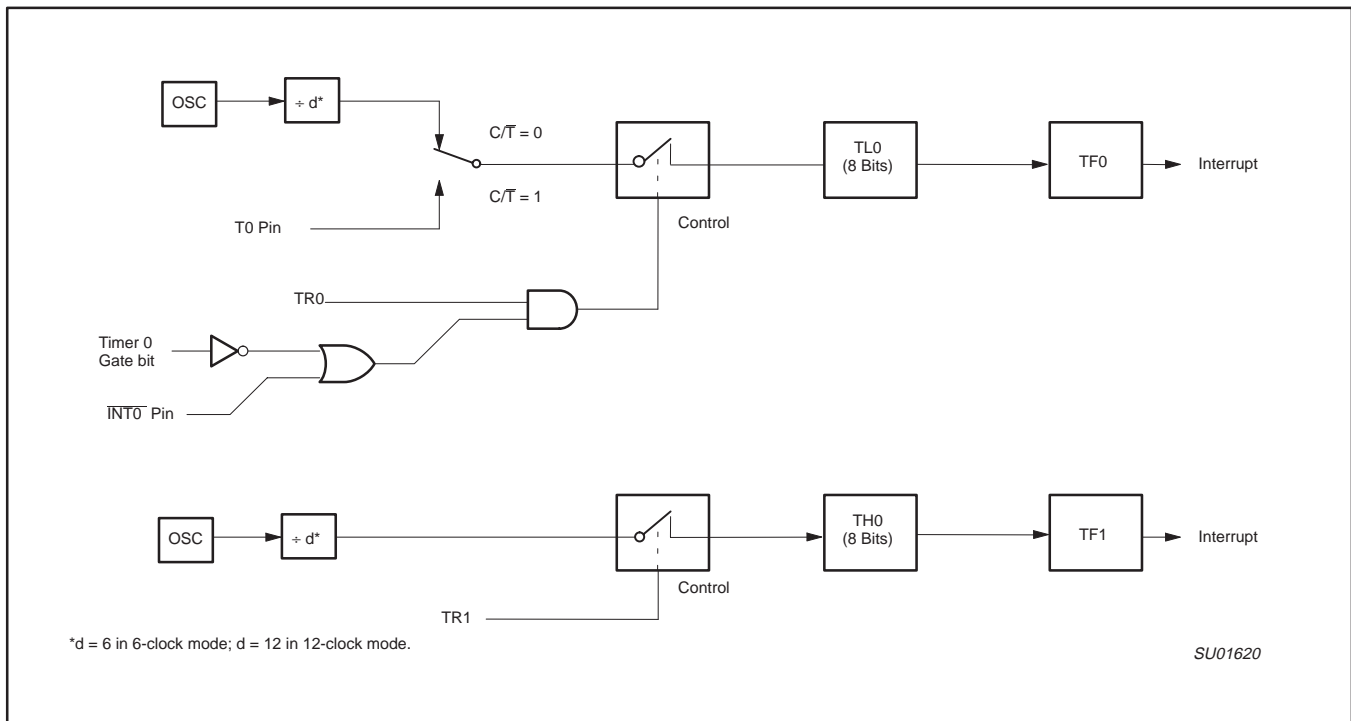 OSC
÷ d*
C/T̅ = 0
C/T̅ = 1
T0 Pin
Control
TL0
(8 Bits)
TF0
Interrupt
TR0
Timer 0
Gate bit
I̅N̅T̅0̅ Pin
OSC
÷ d*
Control
TH0
(8 Bits)
TF1
Interrupt
TR1
*d = 6 in 6-clock mode; d = 12 in 12-clock mode.
SU01620